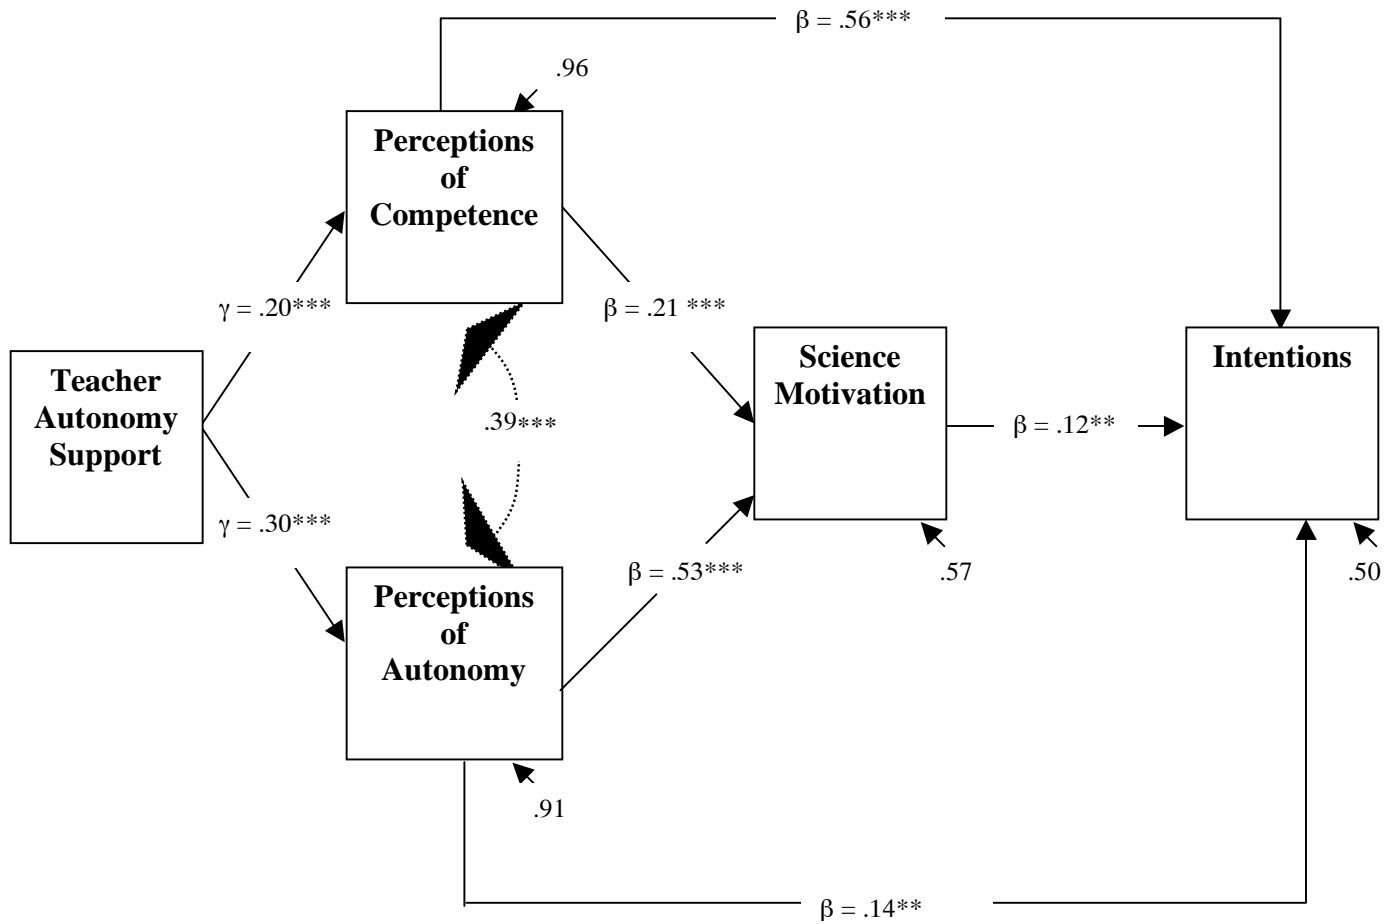 β = .56***
.96
Perceptions
of
Competence
γ = .20***
β = .21 ***
Teacher
Autonomy
Support
Science
Motivation
Intentions
.39***
β = .12**
γ = .30***
β = .53***
.57
.50
Perceptions
of
Autonomy
.91
β = .14**